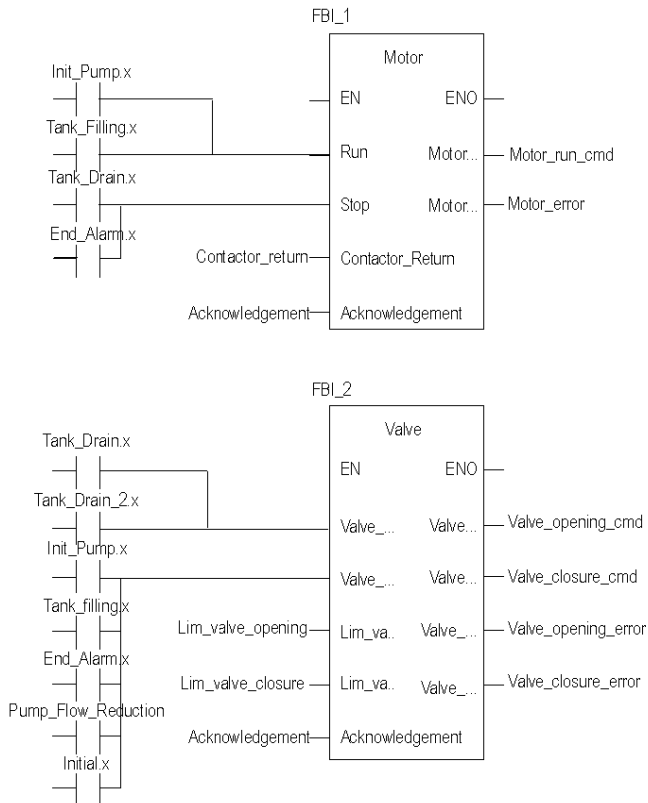 FBI_1
Motor
Init_Pump.x
EN ENO
Tank_Filling.x
Run Motor... Motor_run_cmd
Tank_Drain.x
Stop Motor... Motor_error
End_Alarm.x
Contactor_return Contactor_Return
Acknowledgement Acknowledgement
FBI_2
Valve
Tank_Drain.x
EN ENO
Tank_Drain_2.x
Valve_... Valve... Valve_opening_cmd
Init_Pump.x
Valve_... Valve... Valve_closure_cmd
Tank_filling.x
Lim_valve_opening Lim_va.. Valve_... Valve_opening_error
End_Alarm.x
Lim_valve_closure Lim_va.. Valve_... Valve_closure_error
Pump_Flow_Reduction
Acknowledgement Acknowledgement
Initial.x